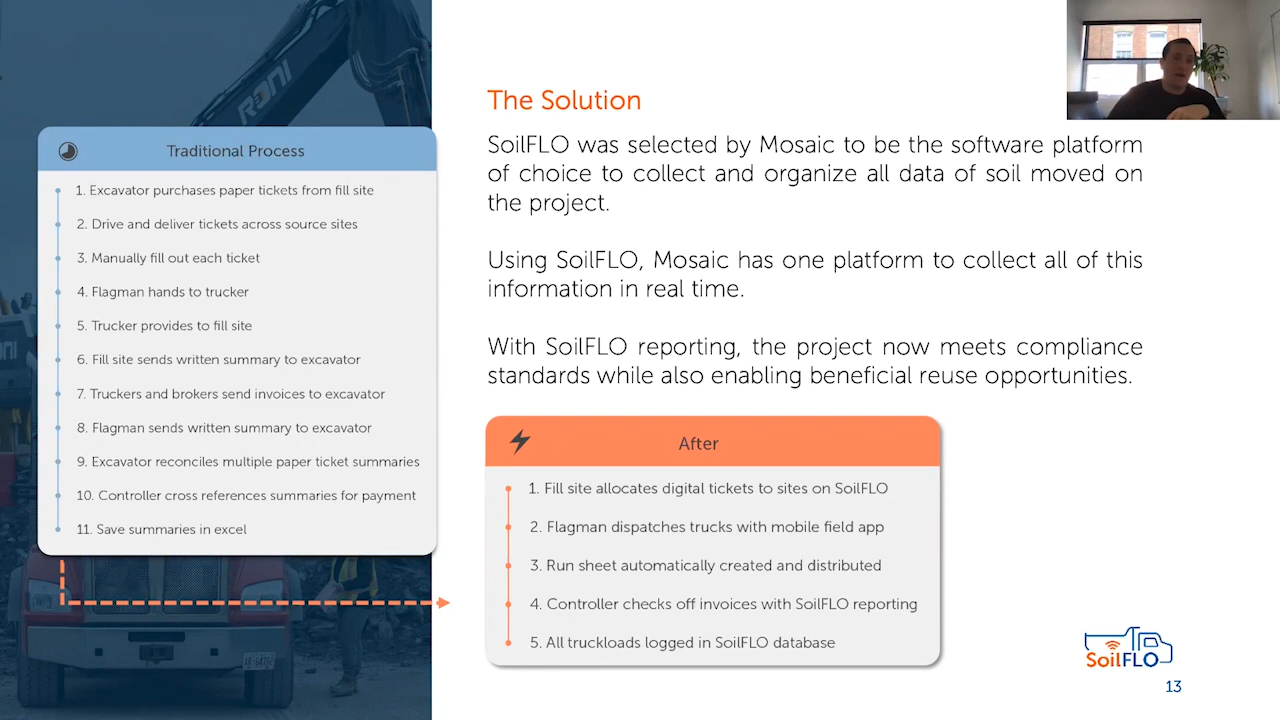 RONI
Traditional Process
1. Excavator purchases paper tickets from fill site
2. Drive and deliver tickets across source sites
3. Manually fill out each ticket
4. Flagman hands to trucker
5. Trucker provides to fill site
6. Fill site sends written summary to excavator
7. Truckers and brokers send invoices to excavator
8. Flagman sends written summary to excavator
9. Excavator reconciles multiple paper ticket summaries
10. Controller cross references summaries for payment
11. Save summaries in excel
The Solution
SoilFLO was selected by Mosaic to be the software platform
of choice to collect and organize all data of soil moved on
the project.
Using SoilFLO, Mosaic has one platform to collect all of this
information in real time.
With SoilFLO reporting, the project now meets compliance
standards while also enabling beneficial reuse opportunities.
After
1. Fill site allocates digital tickets to sites on SoilFLO
2. Flagman dispatches trucks with mobile field app
3. Run sheet automatically created and distributed
4. Controller checks off invoices with SoilFLO reporting
5. All truckloads logged in SoilFLO database
SoilFLO
13